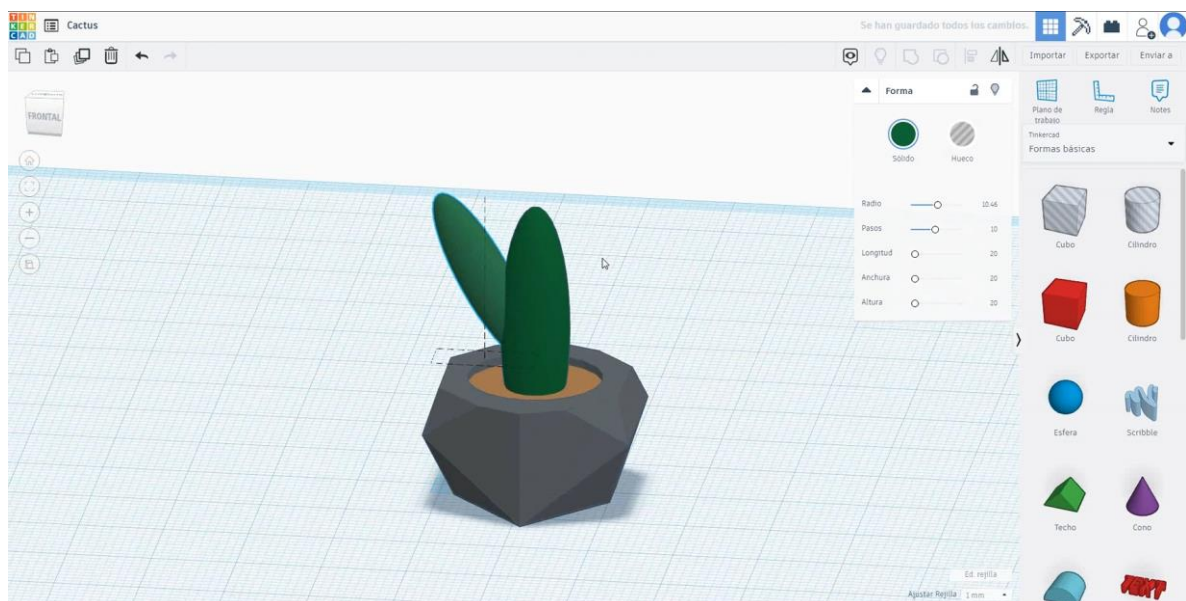 TIN
KER
CAD
Cactus
Se han guardado todos los cambios.
Importar Exportar Enviar a
FRONTAL
Forma
Sólido Hueco
Radio 10.46
Pasos 10
Longitud 20
Anchura 20
Altura 20
Plano de trabajo
Regla
Notes
Tinkercad
Formas básicas
Cubo Cilindro
Cubo Cilindro
Esfera Scribble
Techo Cono
TEXT
Ed. rejilla
Ajustar Rejilla 1 mm